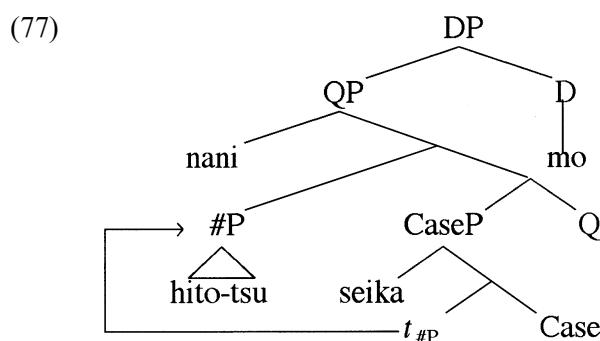 (77)
DP
QP D
nani mo
#P CaseP Q
hito-tsu seika
t#P Case